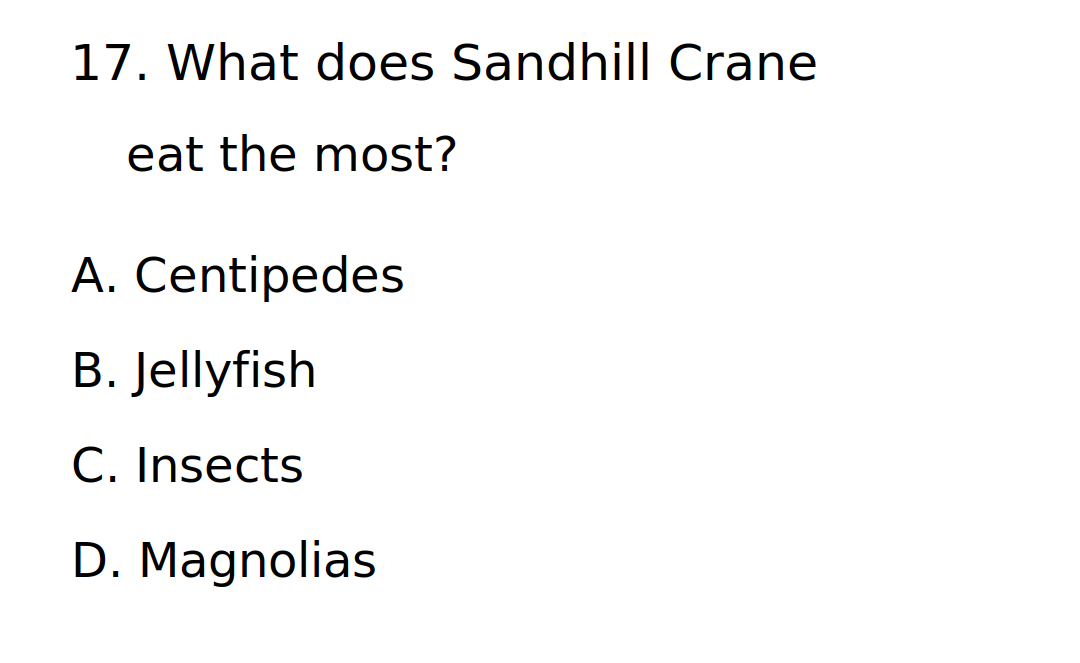 17. What does Sandhill Crane
eat the most?
A. Centipedes
B. Jellyfish
C. Insects
D. Magnolias